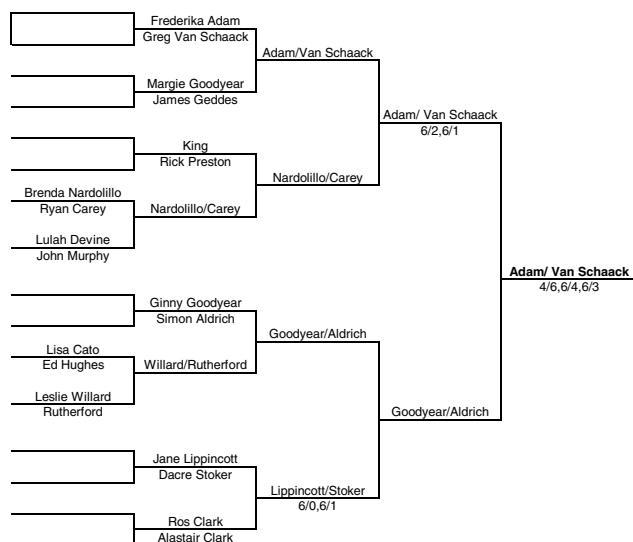 Frederika Adam
Greg Van Schaack
Adam/Van Schaack
Margie Goodyear
James Geddes
Adam/ Van Schaack
6/2,6/1
King
Rick Preston
Nardolillo/Carey
Brenda Nardolillo
Ryan Carey
Nardolillo/Carey
Lulah Devine
John Murphy
Adam/ Van Schaack
4/6,6/4,6/3
Ginny Goodyear
Simon Aldrich
Goodyear/Aldrich
Lisa Cato
Ed Hughes
Willard/Rutherford
Leslie Willard
Rutherford
Goodyear/Aldrich
Jane Lippincott
Dacre Stoker
Lippincott/Stoker
6/0,6/1
Ros Clark
Alastair Clark